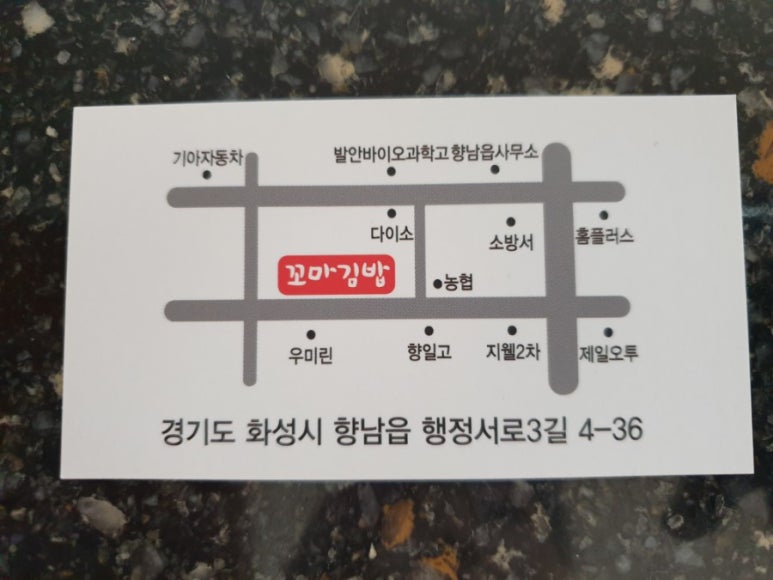 기아자동차
발안바이오과학고 향남읍사무소
다이소
소방서
홈플러스
꼬마김밥
농협
우미린
향일고
지웰2차
제일오투
경기도 화성시 향남읍 행정서로3길 4-36